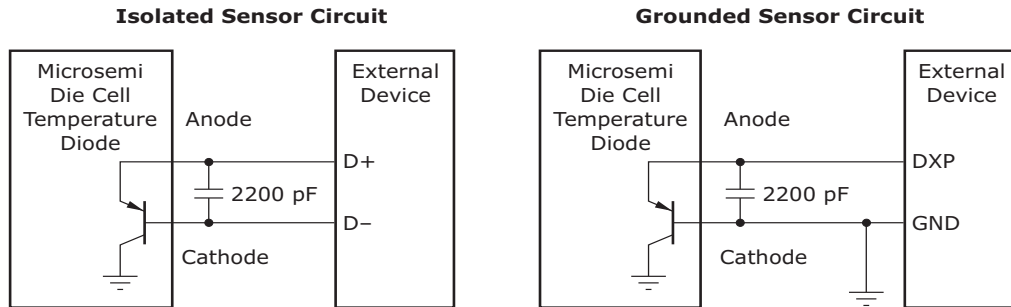 Isolated Sensor Circuit
Microsemi
Die Cell
Temperature
Diode
Anode
External
Device
D+
2200 pF
D−
Cathode
Grounded Sensor Circuit
Microsemi
Die Cell
Temperature
Diode
Anode
External
Device
DXP
2200 pF
GND
Cathode